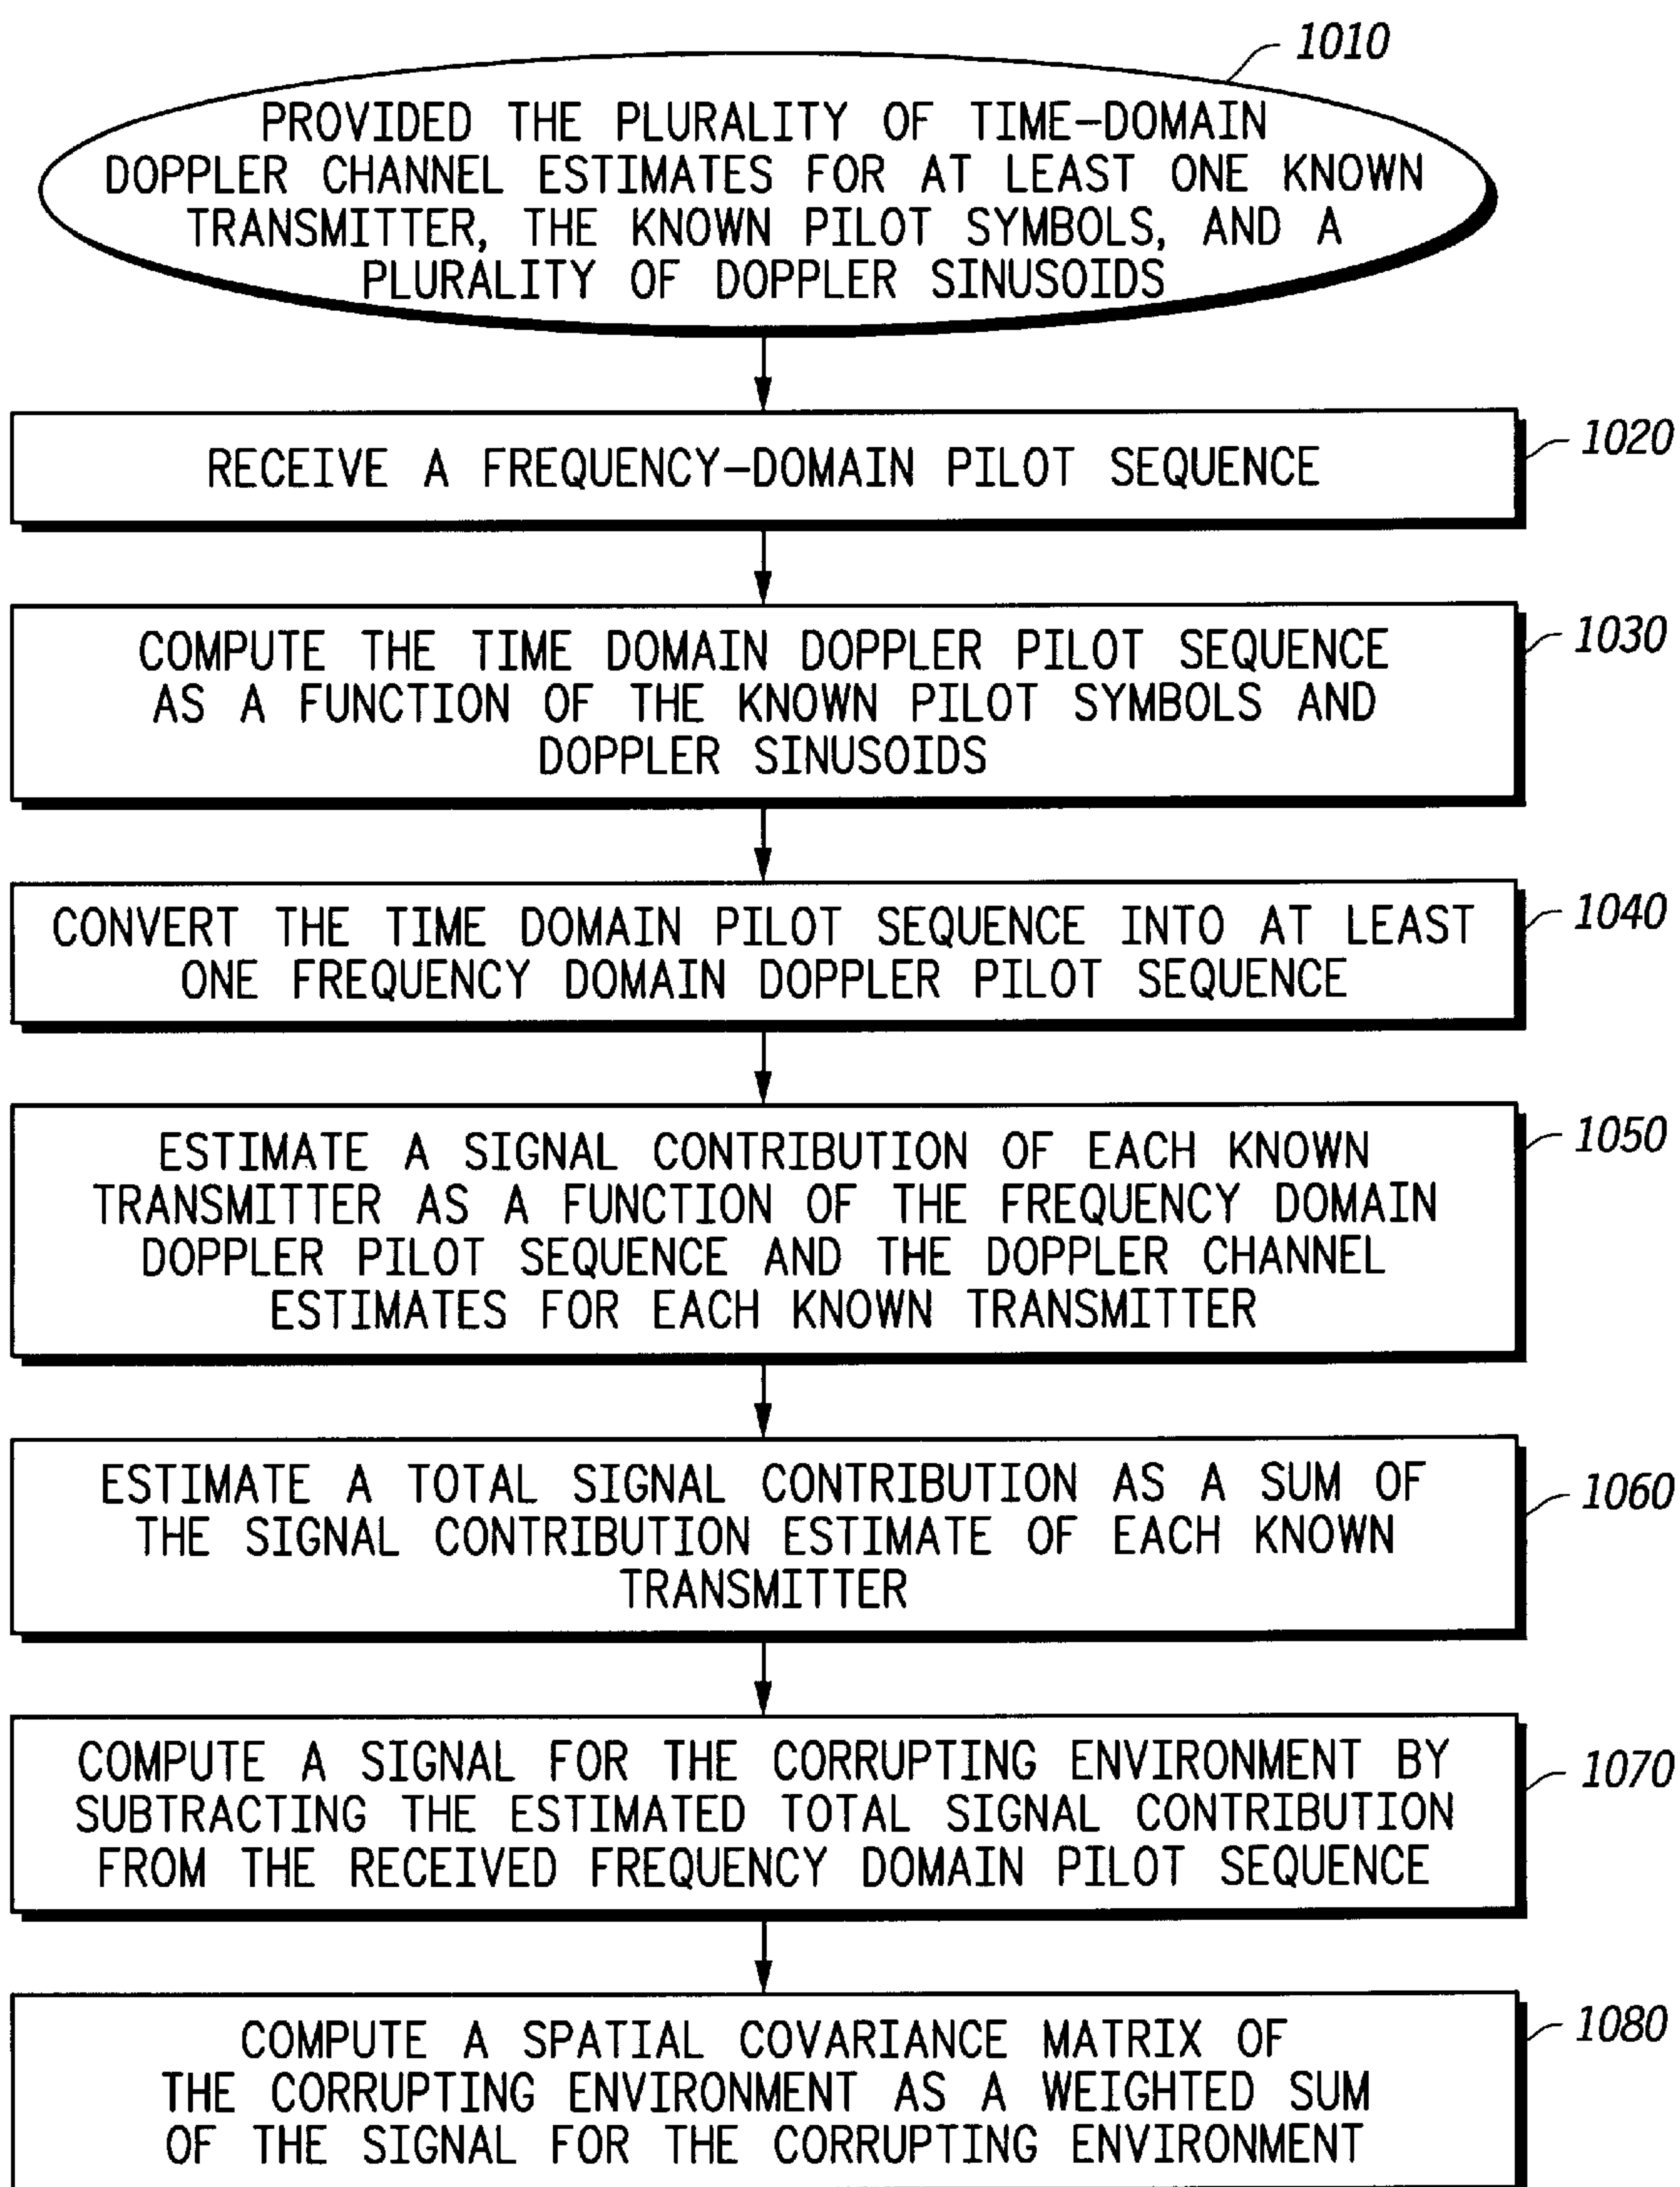 1010
PROVIDED THE PLURALITY OF TIME-DOMAIN
DOPPLER CHANNEL ESTIMATES FOR AT LEAST ONE KNOWN
TRANSMITTER, THE KNOWN PILOT SYMBOLS, AND A
PLURALITY OF DOPPLER SINUSOIDS
1020
RECEIVE A FREQUENCY-DOMAIN PILOT SEQUENCE
1030
COMPUTE THE TIME DOMAIN DOPPLER PILOT SEQUENCE
AS A FUNCTION OF THE KNOWN PILOT SYMBOLS AND
DOPPLER SINUSOIDS
1040
CONVERT THE TIME DOMAIN PILOT SEQUENCE INTO AT LEAST
ONE FREQUENCY DOMAIN DOPPLER PILOT SEQUENCE
1050
ESTIMATE A SIGNAL CONTRIBUTION OF EACH KNOWN
TRANSMITTER AS A FUNCTION OF THE FREQUENCY DOMAIN
DOPPLER PILOT SEQUENCE AND THE DOPPLER CHANNEL
ESTIMATES FOR EACH KNOWN TRANSMITTER
1060
ESTIMATE A TOTAL SIGNAL CONTRIBUTION AS A SUM OF
THE SIGNAL CONTRIBUTION ESTIMATE OF EACH KNOWN
TRANSMITTER
1070
COMPUTE A SIGNAL FOR THE CORRUPTING ENVIRONMENT BY
SUBTRACTING THE ESTIMATED TOTAL SIGNAL CONTRIBUTION
FROM THE RECEIVED FREQUENCY DOMAIN PILOT SEQUENCE
1080
COMPUTE A SPATIAL COVARIANCE MATRIX OF
THE CORRUPTING ENVIRONMENT AS A WEIGHTED SUM
OF THE SIGNAL FOR THE CORRUPTING ENVIRONMENT